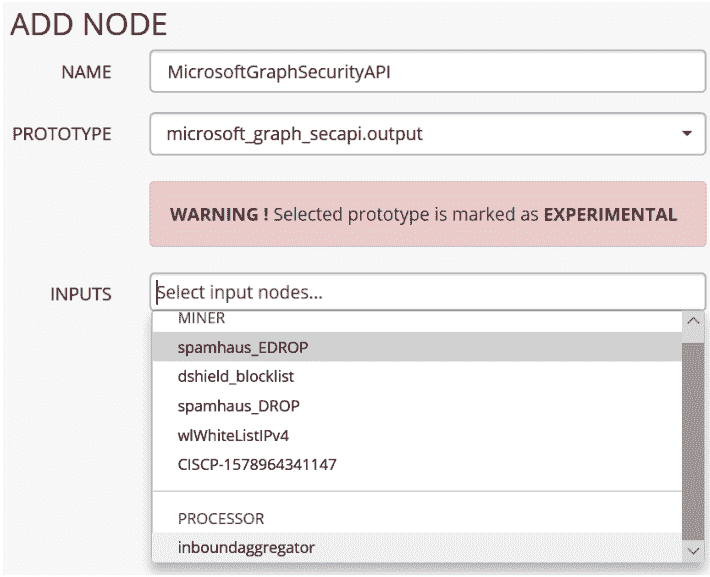 ADD NODE
NAME MicrosoftGraphSecurityAPI
PROTOTYPE microsoft_graph_secapi.output
WARNING ! Selected prototype is marked as EXPERIMENTAL
INPUTS Select input nodes...
MINER
spamhaus_EDROP
dshield_blocklist
spamhaus_DROP
wlWhiteListIPv4
CISCP-1578964341147
PROCESSOR
inboundaggregator